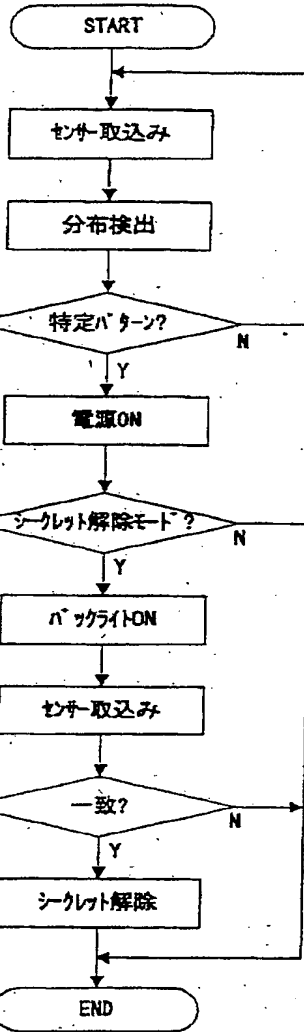 START
センサー取込み
分布検出
特定パターン?
N
Y
電源ON
シークレット解除モード?
N
Y
バックライトON
センサー取込み
一致?
N
Y
シークレット解除
END